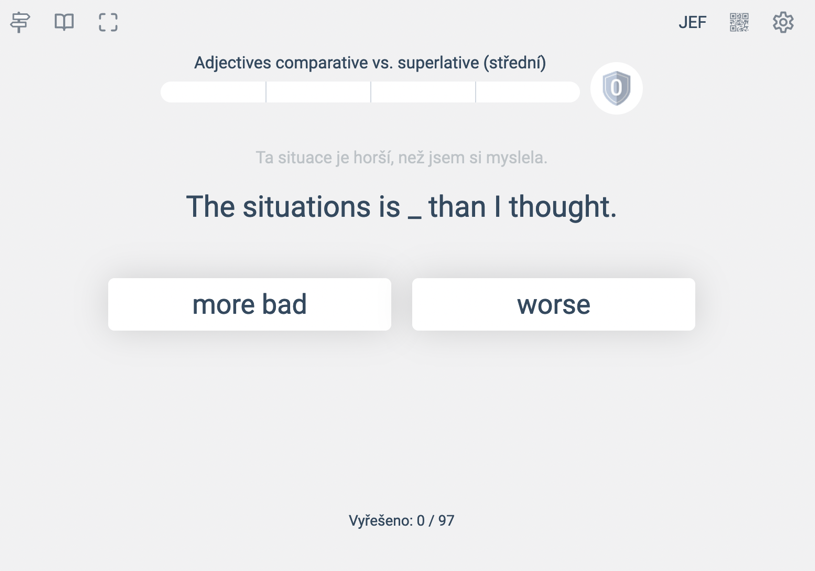 JEF
Adjectives comparative vs. superlative (střední)
0
Ta situace je horší, než jsem si myslela.
The situations is _ than I thought.
more bad
worse
Vyřešeno: 0 / 97